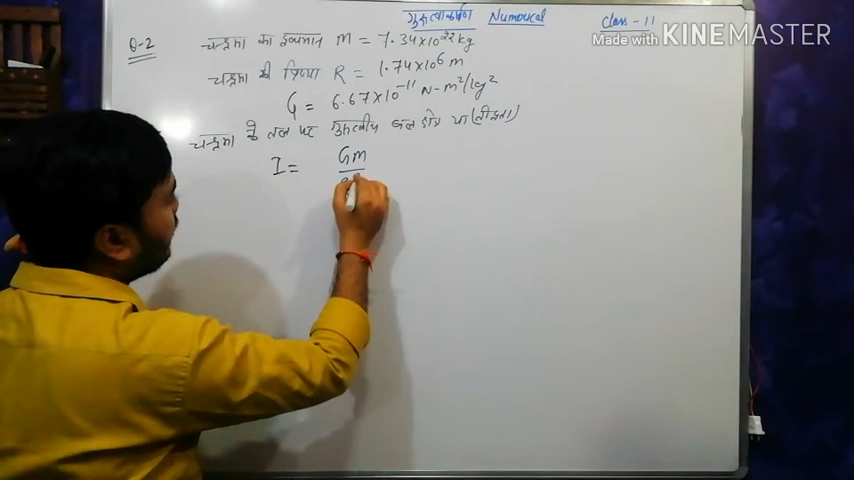 गुरुत्वाकर्षण Numerical Class - 11
Made with KINEMASTER
Q-2 चन्द्रमा का द्रव्यमान M = 7.34×10²² kg
चन्द्रमा की त्रिज्या R = 1.74×10⁶ m
G = 6.67×10⁻¹¹ N-m²/kg²
चन्द्रमा के तल पर गुरुत्वीय बल क्षेत्र या (तीव्रता)
I = GM